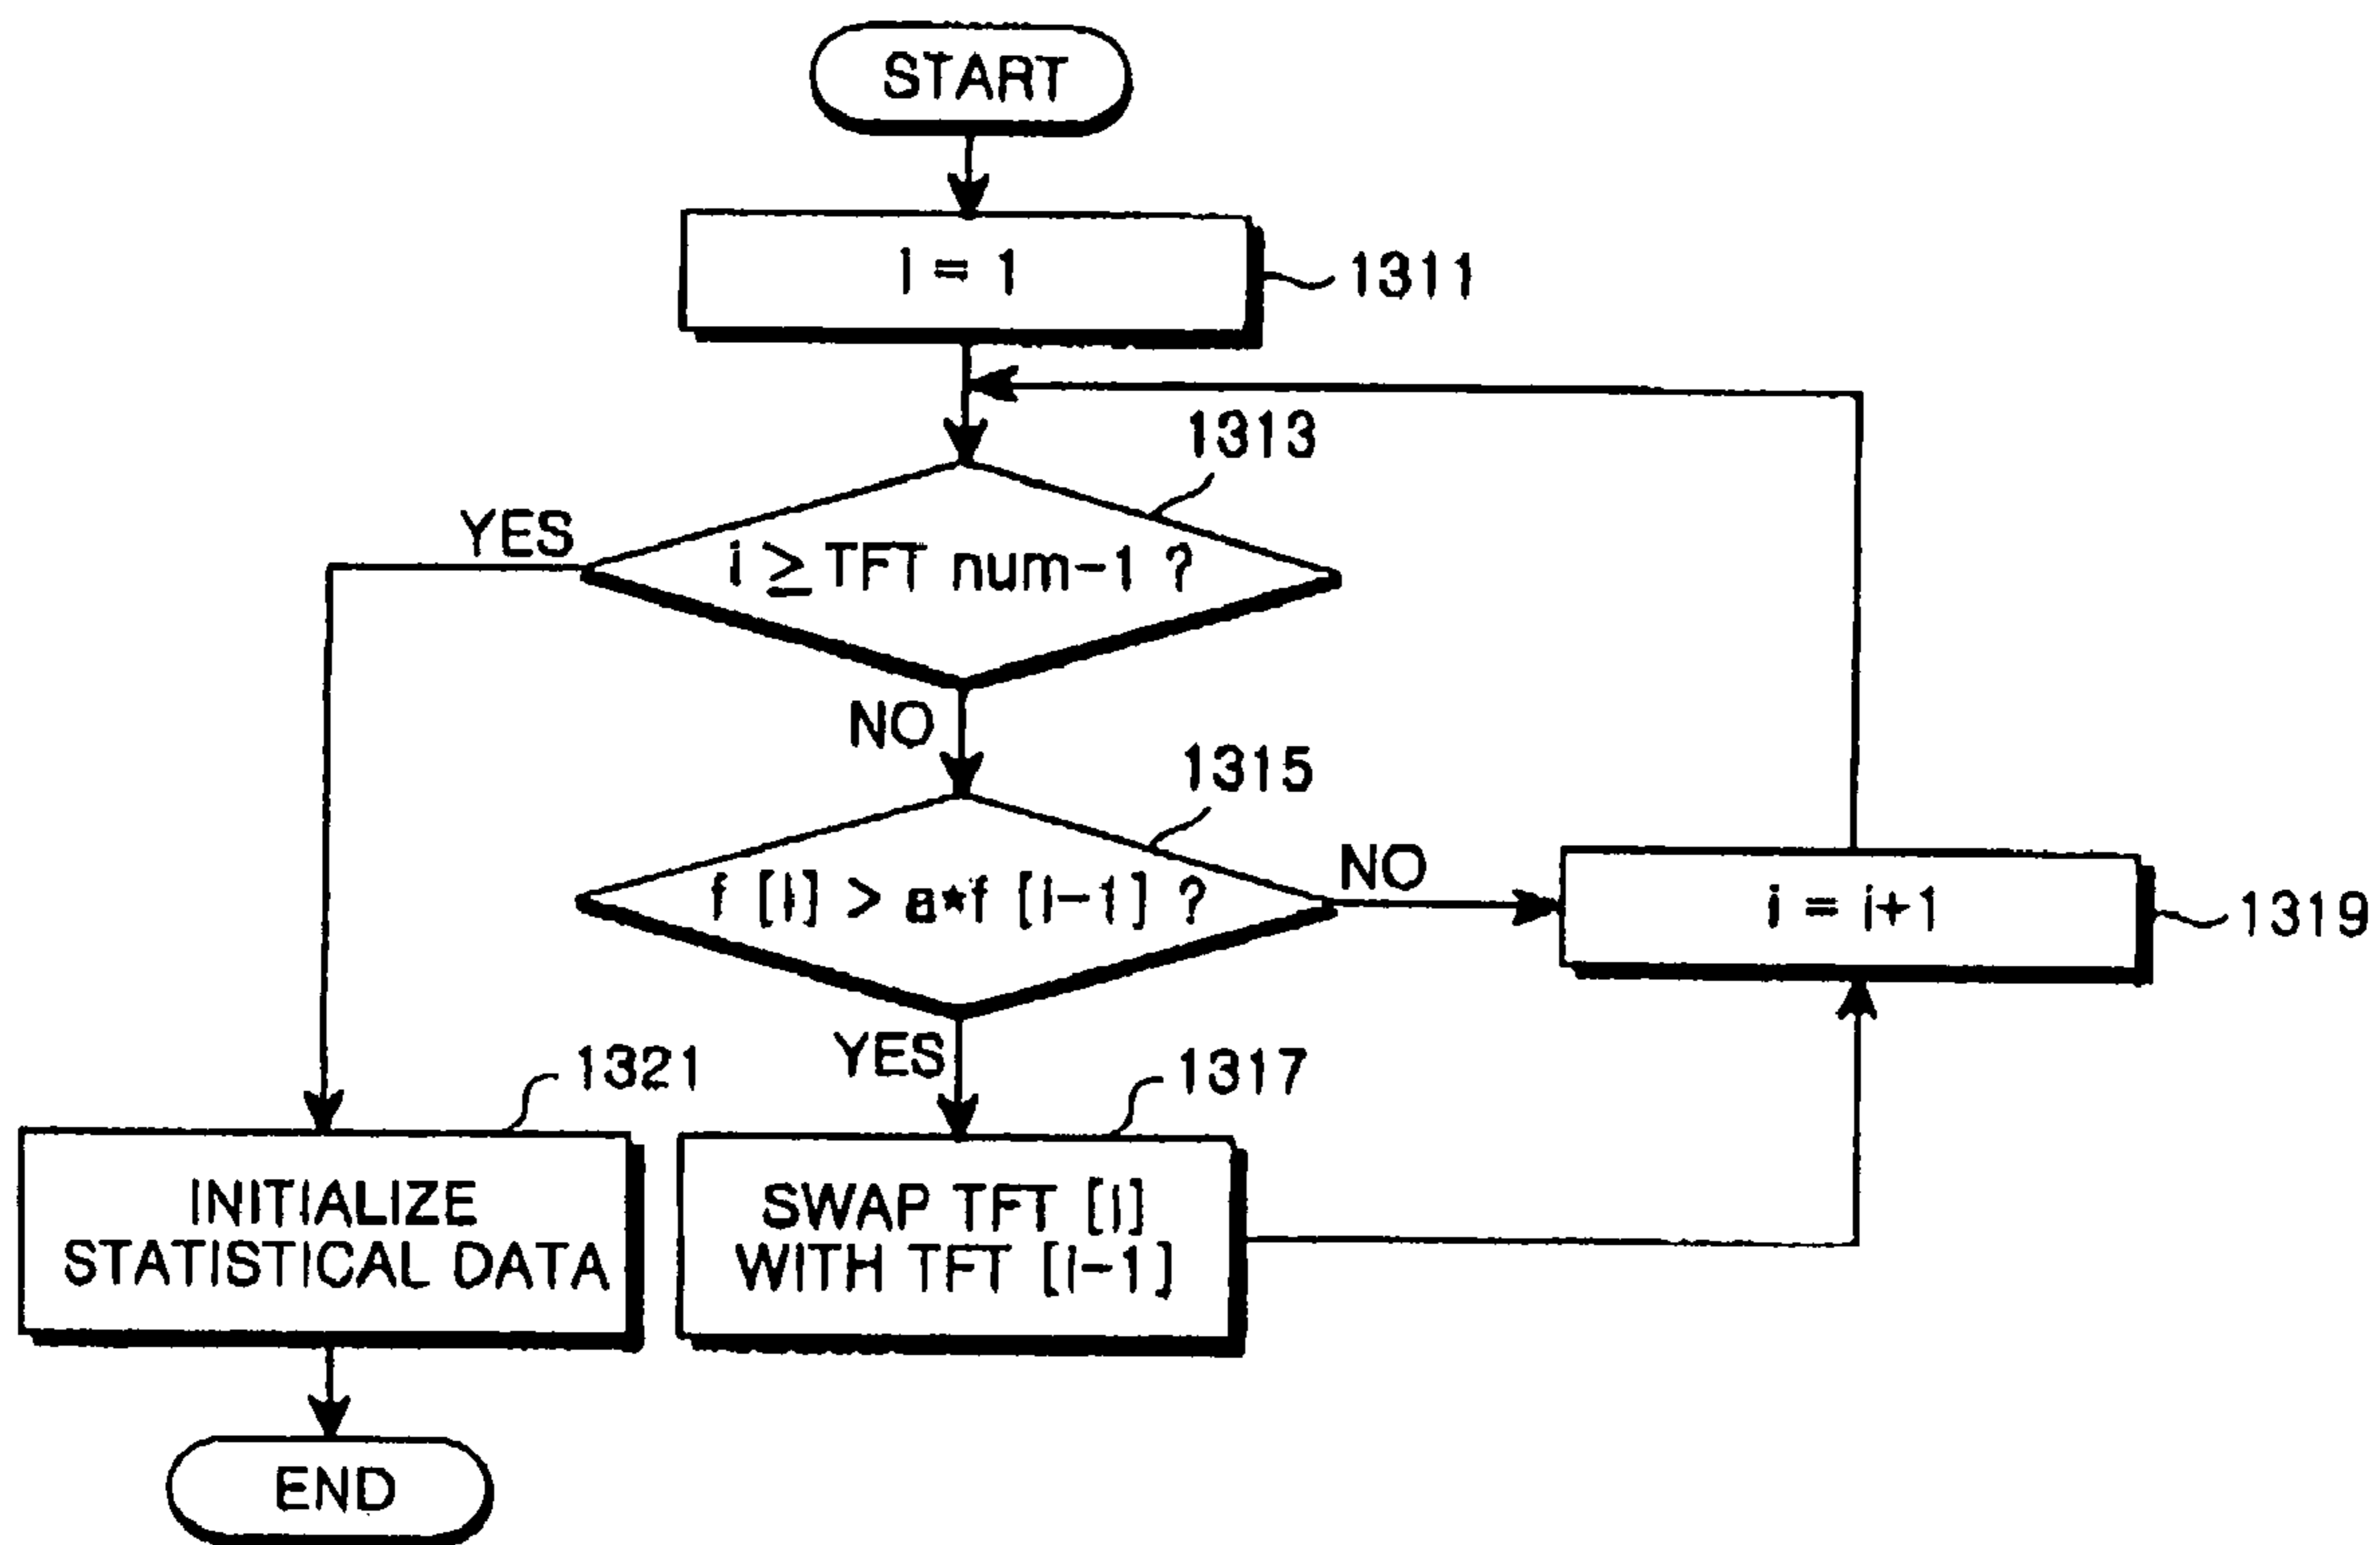 START
i = 1
1311
1313
YES
i ≥ TFT num-1 ?
NO
1315
f [i] > a*f [i-1] ?
NO
i = i+1
1319
YES
1321
1317
INITIALIZE
STATISTICAL DATA
SWAP TFT [i]
WITH TFT [i-1]
END